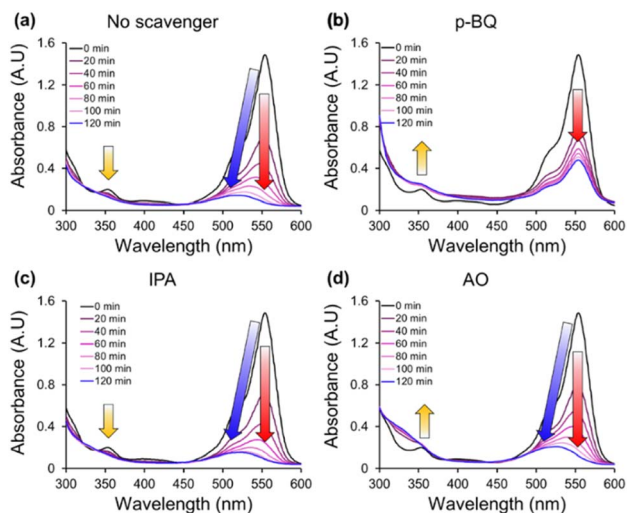 (a) No scavenger
Absorbance (A.U)
1.6
1.2
0.8
0.4
0
0 min
20 min
40 min
60 min
80 min
100 min
120 min
300 350 400 450 500 550 600
Wavelength (nm)
(b) p-BQ
Absorbance (A.U)
1.6
1.2
0.8
0.4
0
0 min
20 min
40 min
60 min
80 min
100 min
120 min
300 350 400 450 500 550 600
Wavelength (nm)
(c) IPA
Absorbance (A.U)
1.6
1.2
0.8
0.4
0
0 min
20 min
40 min
60 min
80 min
100 min
120 min
300 350 400 450 500 550 600
Wavelength (nm)
(d) AO
Absorbance (A.U)
1.6
1.2
0.8
0.4
0
0 min
20 min
40 min
60 min
80 min
100 min
120 min
300 350 400 450 500 550 600
Wavelength (nm)